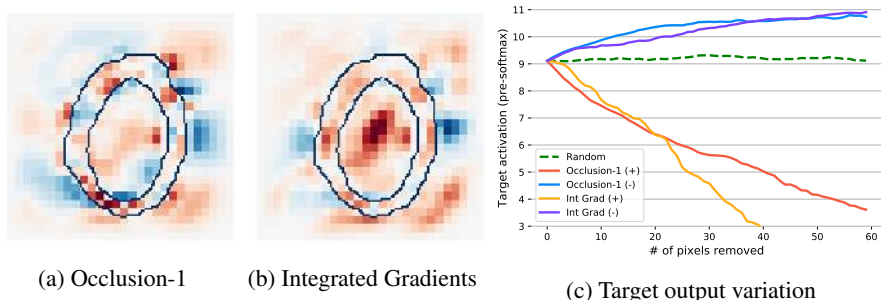 (a) Occlusion-1
(b) Integrated Gradients
Target activation (pre-softmax)
11
10
9
8
7
6
5
4
3
Random
Occlusion-1 (+)
Occlusion-1 (-)
Int Grad (+)
Int Grad (-)
0 10 20 30 40 50 60
# of pixels removed
(c) Target output variation